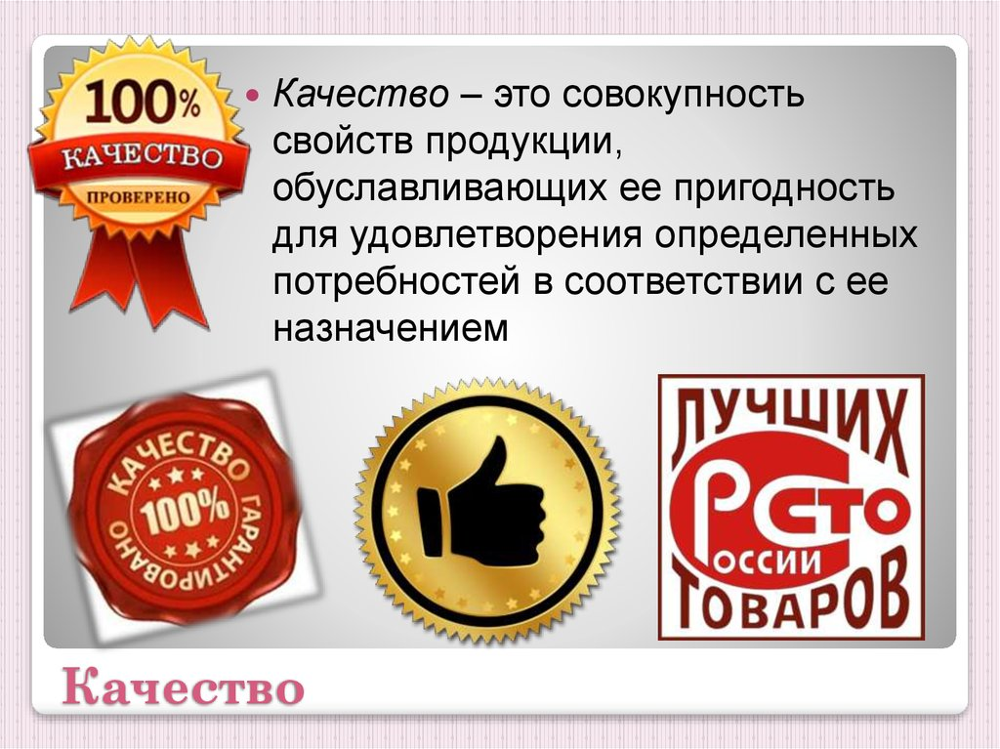 100%
КАЧЕСТВО
ПРОВЕРЕНО
• Качество – это совокупность
свойств продукции,
обуславливающих ее пригодность
для удовлетворения определенных
потребностей в соответствии с ее
назначением
КАЧЕСТВО
100%
ГАРАНТИРОВАНО
ЛУЧШИХ
СТО
РОССИИ
ТОВАРОВ
Качество